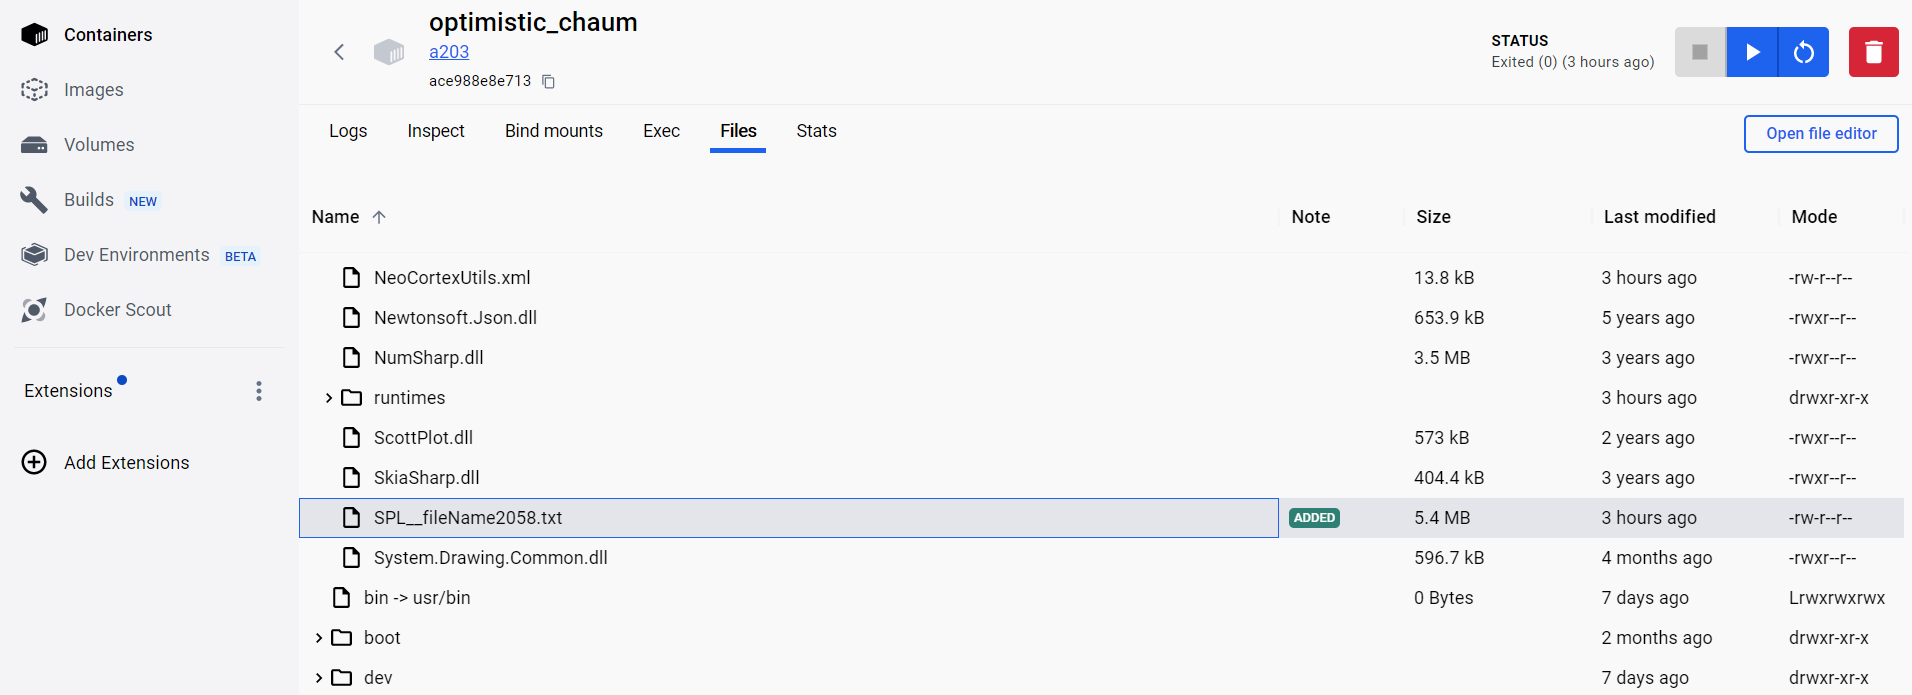 Containers
Images
Volumes
Builds NEW
Dev Environments BETA
Docker Scout
Extensions
Add Extensions
optimistic_chaum
a203
ace988e8e713
STATUS
Exited (0) (3 hours ago)
Logs Inspect Bind mounts Exec Files Stats
Open file editor
Name Note Size Last modified Mode
NeoCortexUtils.xml 13.8 kB 3 hours ago -rw-r--r--
Newtonsoft.Json.dll 653.9 kB 5 years ago -rwxr--r--
NumSharp.dll 3.5 MB 3 years ago -rwxr--r--
runtimes 3 hours ago drwxr-xr-x
ScottPlot.dll 573 kB 2 years ago -rwxr--r--
SkiaSharp.dll 404.4 kB 3 years ago -rwxr--r--
SPL__fileName2058.txt ADDED 5.4 MB 3 hours ago -rw-r--r--
System.Drawing.Common.dll 596.7 kB 4 months ago -rwxr--r--
bin -> usr/bin 0 Bytes 7 days ago Lrwxrwxrwx
boot 2 months ago drwxr-xr-x
dev 7 days ago drwxr-xr-x